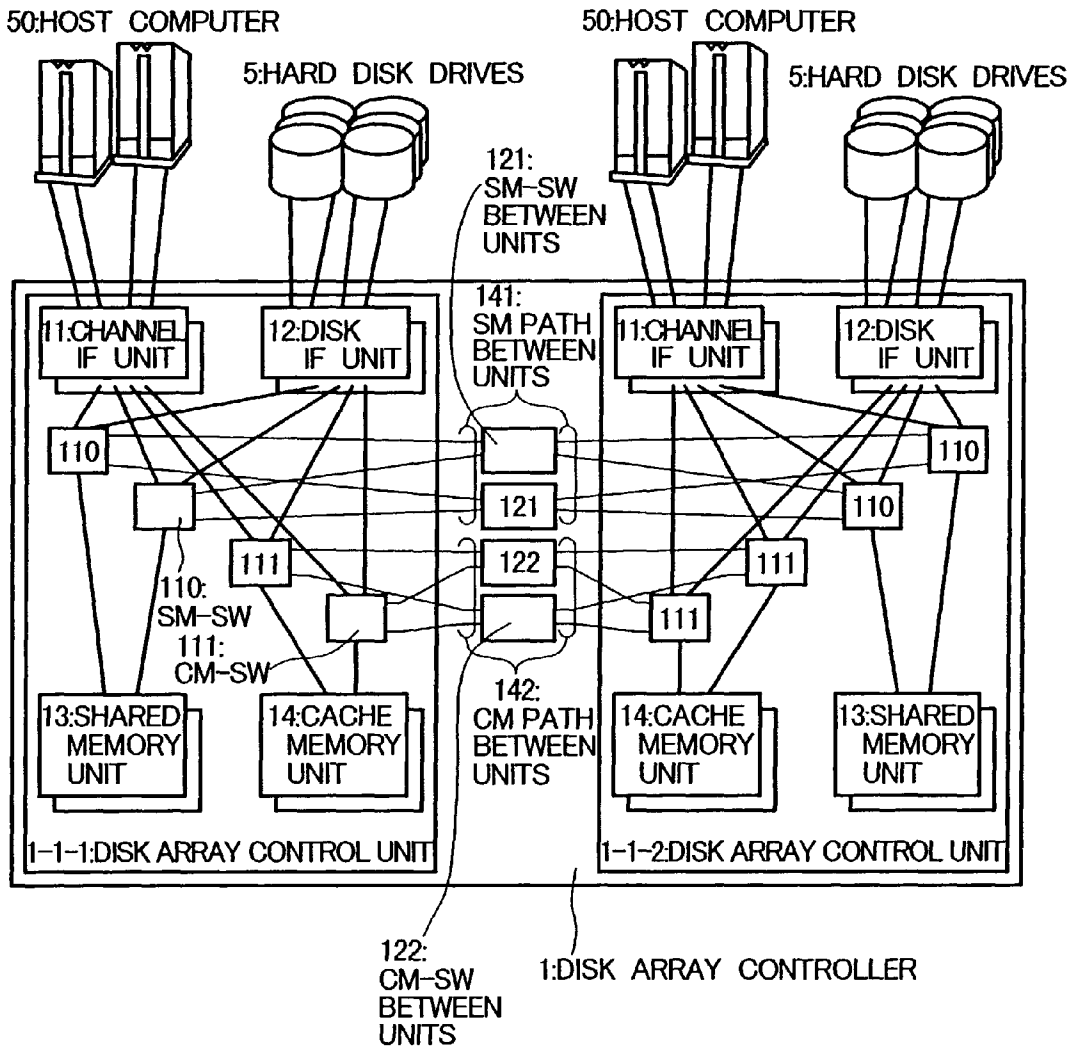 50:HOST COMPUTER
50:HOST COMPUTER
5:HARD DISK DRIVES
5:HARD DISK DRIVES
121:
SM-SW
BETWEEN
UNITS
141:
SM PATH
BETWEEN
UNITS
11:CHANNEL
IF UNIT
12:DISK
IF UNIT
11:CHANNEL
IF UNIT
12:DISK
IF UNIT
110
110
121
110
111
122
111
111
110:
SM-SW
111:
CM-SW
142:
CM PATH
BETWEEN
UNITS
13:SHARED
MEMORY
UNIT
14:CACHE
MEMORY
UNIT
14:CACHE
MEMORY
UNIT
13:SHARED
MEMORY
UNIT
1-1-1:DISK ARRAY CONTROL UNIT
1-1-2:DISK ARRAY CONTROL UNIT
122:
CM-SW
BETWEEN
UNITS
1:DISK ARRAY CONTROLLER